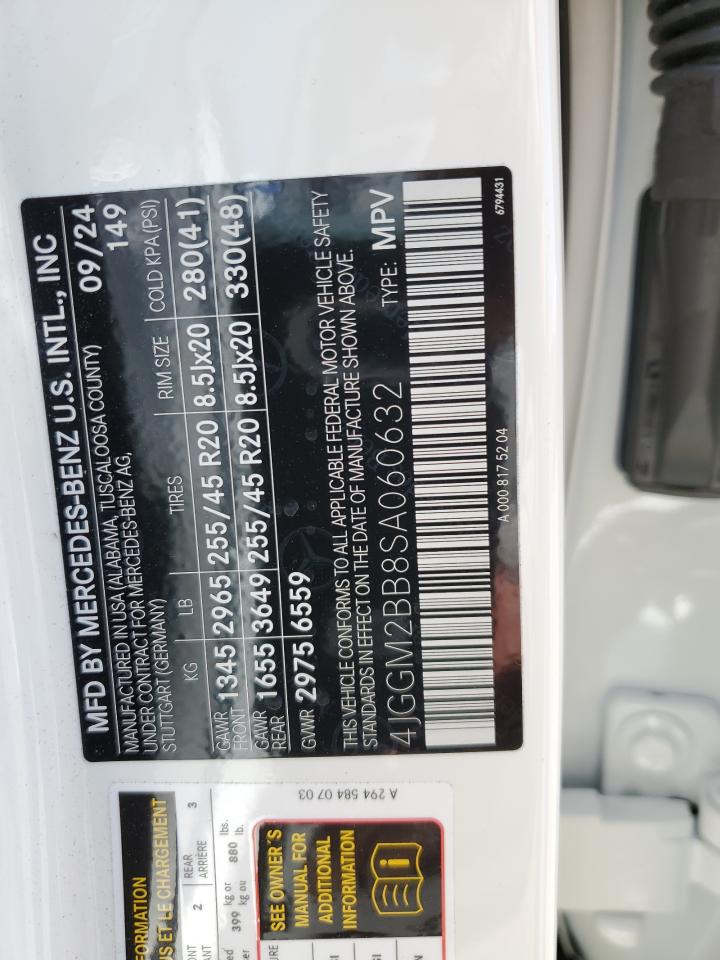 MFD BY MERCEDES-BENZ U.S. INTL., INC
MANUFACTURED IN USA (ALABAMA, TUSCALOOSA COUNTY) 09/24
UNDER CONTRACT FOR MERCEDES-BENZ AG, 149
STUTTGART (GERMANY)
KG LB TIRES RIM SIZE COLD KPA(PSI)
GAWR FRONT 1345 2965 255/45 R20 8.5Jx20 280(41)
GAWR REAR 1655 3649 255/45 R20 8.5Jx20 330(48)
GVWR 2975 6559
THIS VEHICLE CONFORMS TO ALL APPLICABLE FEDERAL MOTOR VEHICLE SAFETY
STANDARDS IN EFFECT ON THE DATE OF MANUFACTURE SHOWN ABOVE.
4JGGM2BB8SA060632 TYPE: MPV
A 000 817 52 04 6794431
A 294 584 07 03
US ET LE CHARGEMENT
2 REAR 3
ARRIÈRE
399 kg or 880 lbs.
kg ou lb.
SEE OWNER'S
MANUAL FOR
ADDITIONAL
INFORMATION